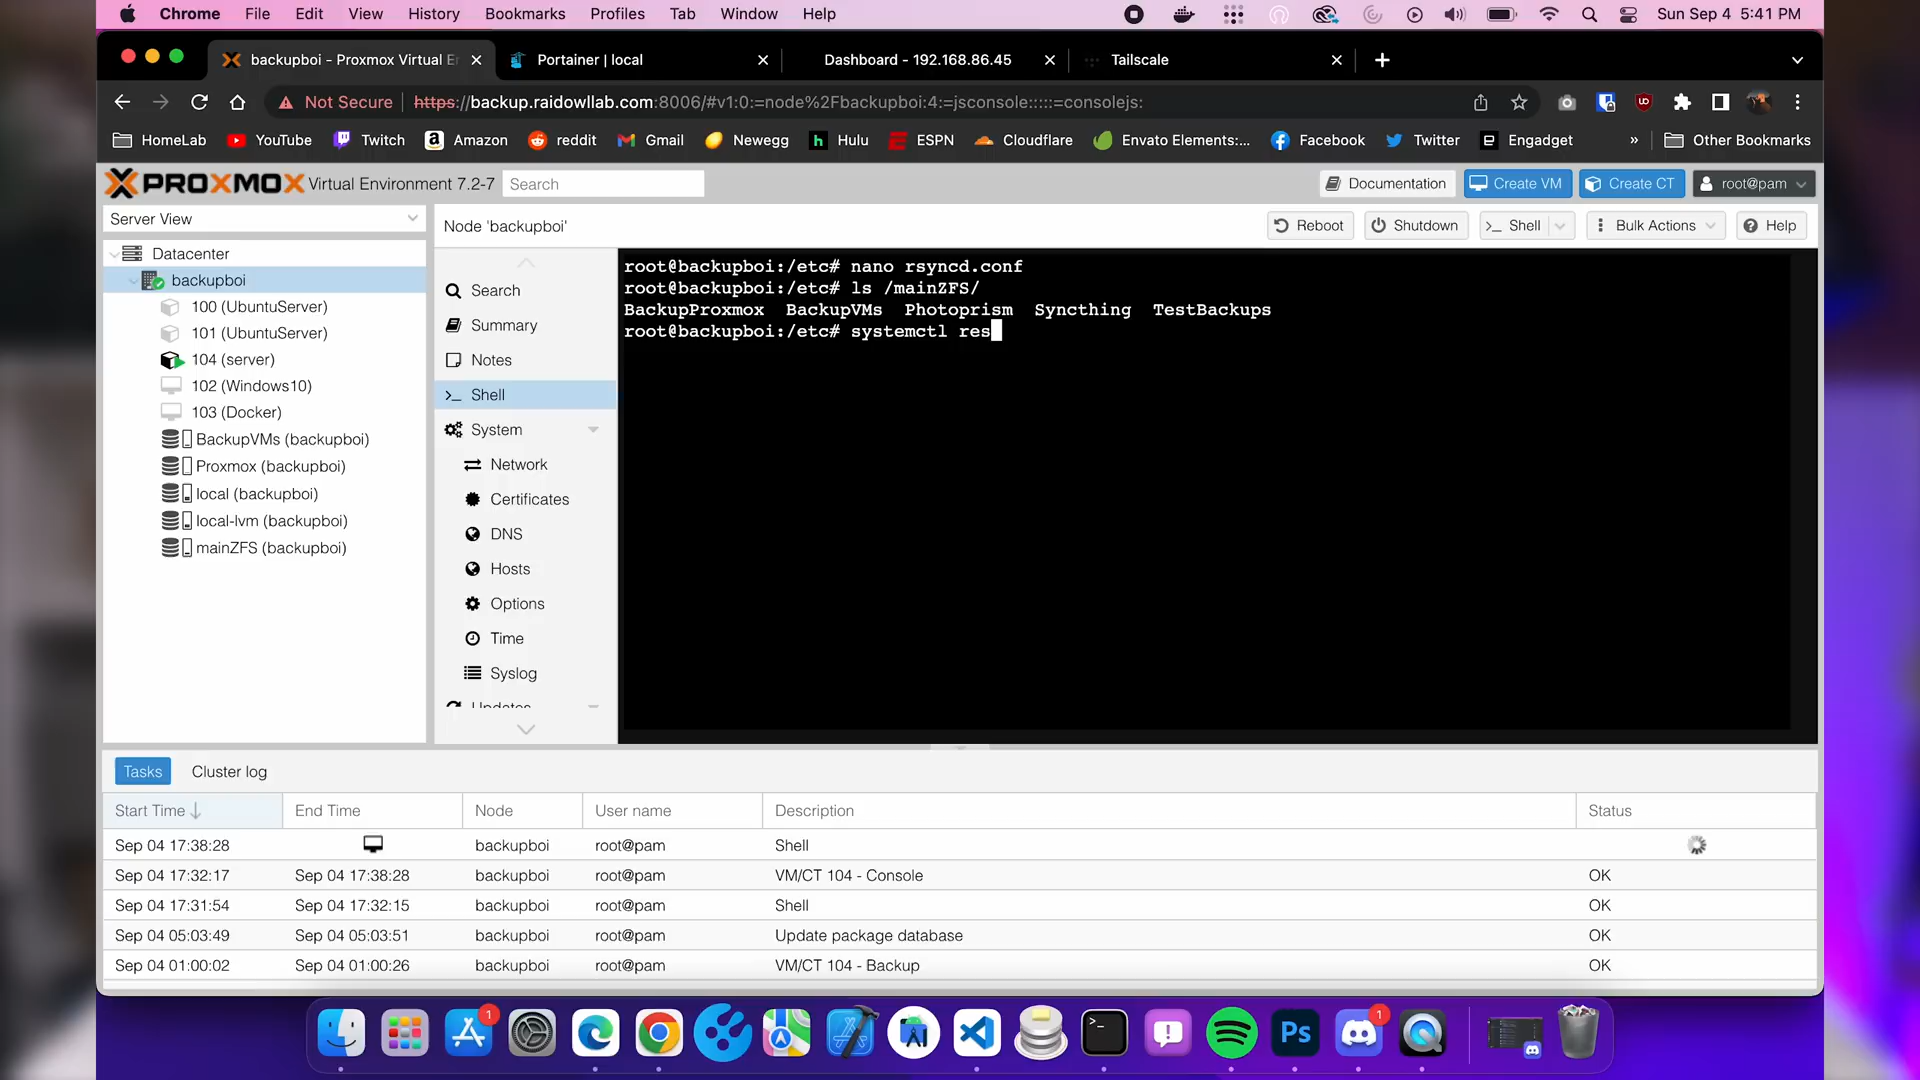 Chrome File Edit View History Bookmarks Profiles Tab Window Help Sun Sep 4 5:41 PM
backupboi - Proxmox Virtual Er Portainer | local Dashboard - 192.168.86.45 Tailscale
Not Secure https://backup.raidowllab.com:8006/#v1:0:=node%2Fbackupboi:4:=jsconsole:::::=consolejs:
HomeLab YouTube Twitch Amazon reddit Gmail Newegg Hulu ESPN Cloudflare Envato Elements:... Facebook Twitter Engadget » Other Bookmarks
PROXMOX Virtual Environment 7.2-7 Search Documentation Create VM Create CT root@pam
Server View
Node 'backupboi' Reboot Shutdown Shell Bulk Actions Help
Datacenter
backupboi
100 (UbuntuServer)
101 (UbuntuServer)
104 (server)
102 (Windows10)
103 (Docker)
BackupVMs (backupboi)
Proxmox (backupboi)
local (backupboi)
local-lvm (backupboi)
mainZFS (backupboi)
Search
Summary
Notes
Shell
System
Network
Certificates
DNS
Hosts
Options
Time
Syslog
Updates
root@backupboi:/etc# nano rsyncd.conf
root@backupboi:/etc# ls /mainZFS/
BackupProxmox BackupVMs Photoprism Syncthing TestBackups
root@backupboi:/etc# systemctl res
Tasks Cluster log
Start Time End Time Node User name Description Status
Sep 04 17:38:28 backupboi root@pam Shell
Sep 04 17:32:17 Sep 04 17:38:28 backupboi root@pam VM/CT 104 - Console OK
Sep 04 17:31:54 Sep 04 17:32:15 backupboi root@pam Shell OK
Sep 04 05:03:49 Sep 04 05:03:51 backupboi root@pam Update package database OK
Sep 04 01:00:02 Sep 04 01:00:26 backupboi root@pam VM/CT 104 - Backup OK
1 Ps 1